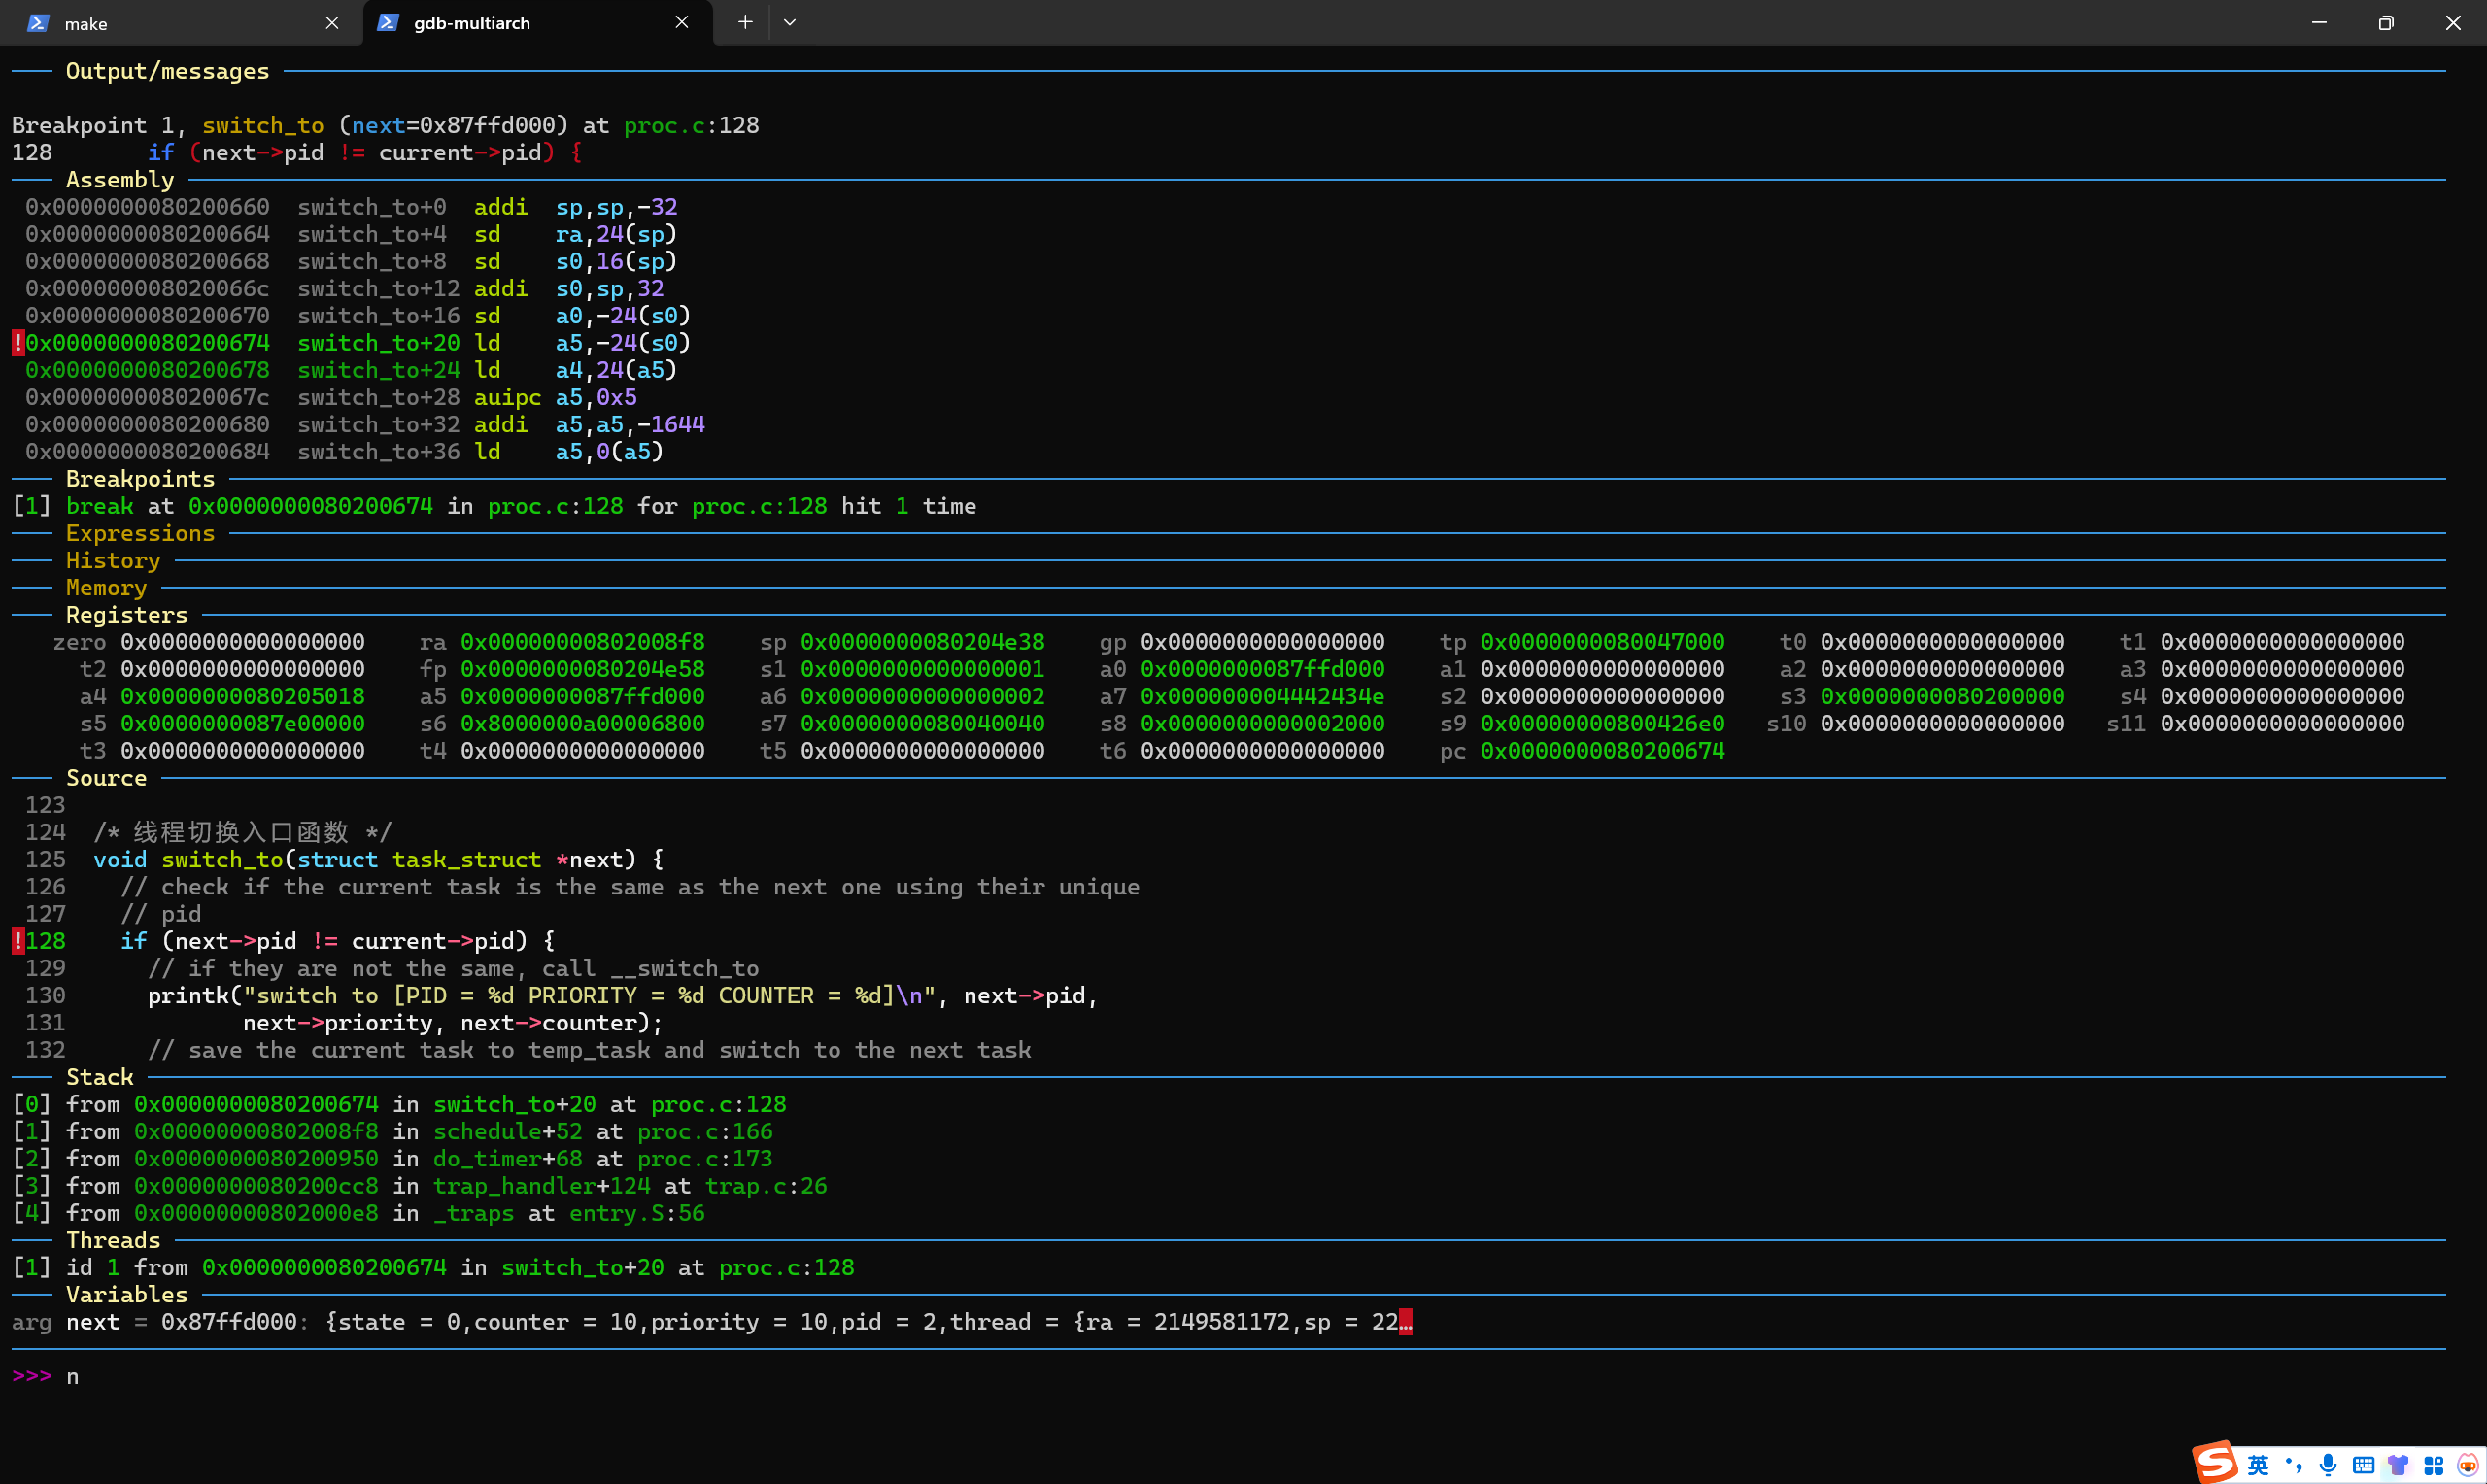 make
gdb-multiarch
Output/messages
Breakpoint 1, switch_to (next=0x87ffd000) at proc.c:128
128       if (next->pid != current->pid) {
Assembly
0x0000000080200660  switch_to+0  addi  sp,sp,-32
0x0000000080200664  switch_to+4  sd    ra,24(sp)
0x0000000080200668  switch_to+8  sd    s0,16(sp)
0x000000008020066c  switch_to+12 addi  s0,sp,32
0x0000000080200670  switch_to+16 sd    a0,-24(s0)
!0x0000000080200674  switch_to+20 ld    a5,-24(s0)
0x0000000080200678  switch_to+24 ld    a4,24(a5)
0x000000008020067c  switch_to+28 auipc a5,0x5
0x0000000080200680  switch_to+32 addi  a5,a5,-1644
0x0000000080200684  switch_to+36 ld    a5,0(a5)
Breakpoints
[1] break at 0x0000000080200674 in proc.c:128 for proc.c:128 hit 1 time
Expressions
History
Memory
Registers
zero 0x0000000000000000    ra 0x00000000802008f8    sp 0x0000000080204e38    gp 0x0000000000000000    tp 0x0000000080047000    t0 0x0000000000000000    t1 0x0000000000000000
t2 0x0000000000000000    fp 0x0000000080204e58    s1 0x0000000000000001    a0 0x0000000087ffd000    a1 0x0000000000000000    a2 0x0000000000000000    a3 0x0000000000000000
a4 0x0000000080205018    a5 0x0000000087ffd000    a6 0x0000000000000002    a7 0x000000004442434e    s2 0x0000000000000000    s3 0x0000000080200000    s4 0x0000000000000000
s5 0x0000000087e00000    s6 0x8000000a00006800    s7 0x0000000080040040    s8 0x0000000000002000    s9 0x00000000800426e0   s10 0x0000000000000000   s11 0x0000000000000000
t3 0x0000000000000000    t4 0x0000000000000000    t5 0x0000000000000000    t6 0x0000000000000000    pc 0x0000000080200674
Source
123
124  /* 线程切换入口函数 */
125  void switch_to(struct task_struct *next) {
126    // check if the current task is the same as the next one using their unique
127    // pid
!128    if (next->pid != current->pid) {
129      // if they are not the same, call __switch_to
130      printk("switch to [PID = %d PRIORITY = %d COUNTER = %d]\n", next->pid,
131             next->priority, next->counter);
132      // save the current task to temp_task and switch to the next task
Stack
[0] from 0x0000000080200674 in switch_to+20 at proc.c:128
[1] from 0x00000000802008f8 in schedule+52 at proc.c:166
[2] from 0x0000000080200950 in do_timer+68 at proc.c:173
[3] from 0x0000000080200cc8 in trap_handler+124 at trap.c:26
[4] from 0x00000000802000e8 in _traps at entry.S:56
Threads
[1] id 1 from 0x0000000080200674 in switch_to+20 at proc.c:128
Variables
arg next = 0x87ffd000: {state = 0,counter = 10,priority = 10,pid = 2,thread = {ra = 2149581172,sp = 22…
>>> n
英